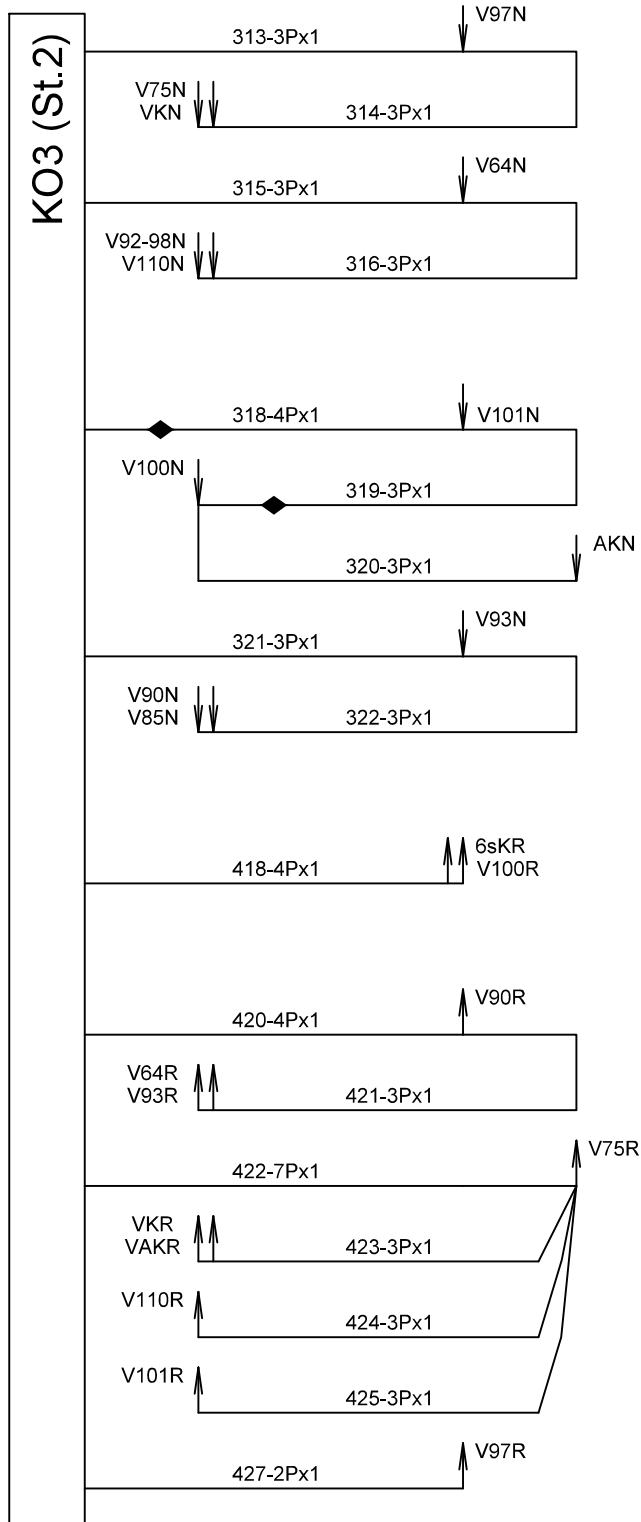 KO3 (St.2)
V97N
313-3Px1
V75N
VKN
314-3Px1
V64N
315-3Px1
V92-98N
V110N
316-3Px1
318-4Px1
V101N
V100N
319-3Px1
AKN
320-3Px1
V93N
321-3Px1
V90N
V85N
322-3Px1
6sKR
418-4Px1
V100R
V90R
420-4Px1
V64R
V93R
421-3Px1
V75R
422-7Px1
VKR
VAKR
423-3Px1
V110R
424-3Px1
V101R
425-3Px1
V97R
427-2Px1